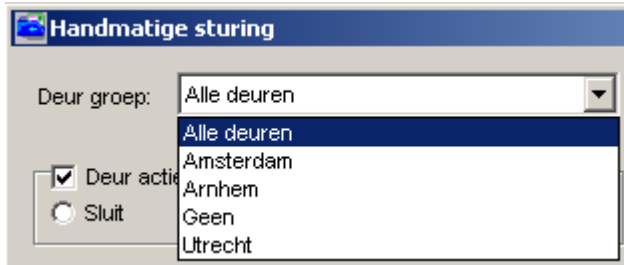 Handmatige sturing
Deur groep: Alle deuren
Alle deuren
Amsterdam
Deur actie
Arnhem
Sluit
Geen
Utrecht